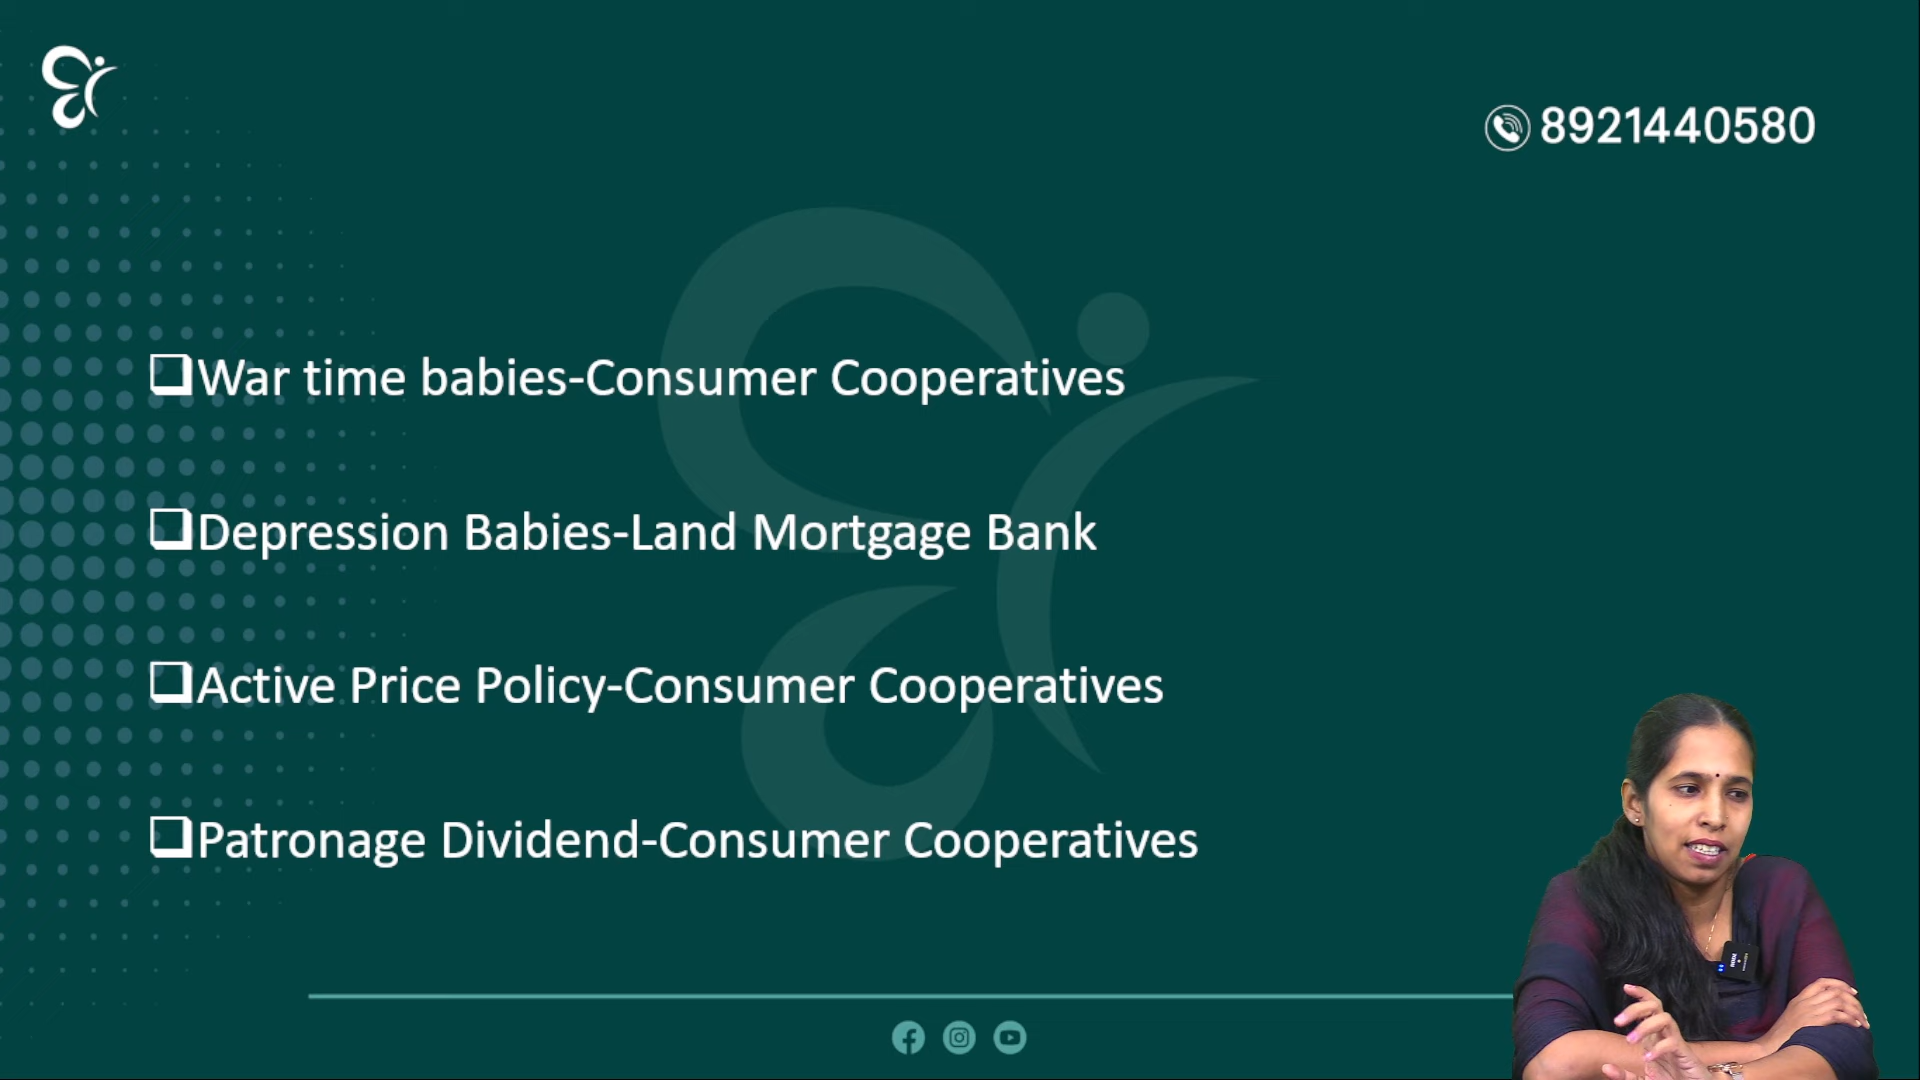 8921440580
War time babies-Consumer Cooperatives
Depression Babies-Land Mortgage Bank
Active Price Policy-Consumer Cooperatives
Patronage Dividend-Consumer Cooperatives